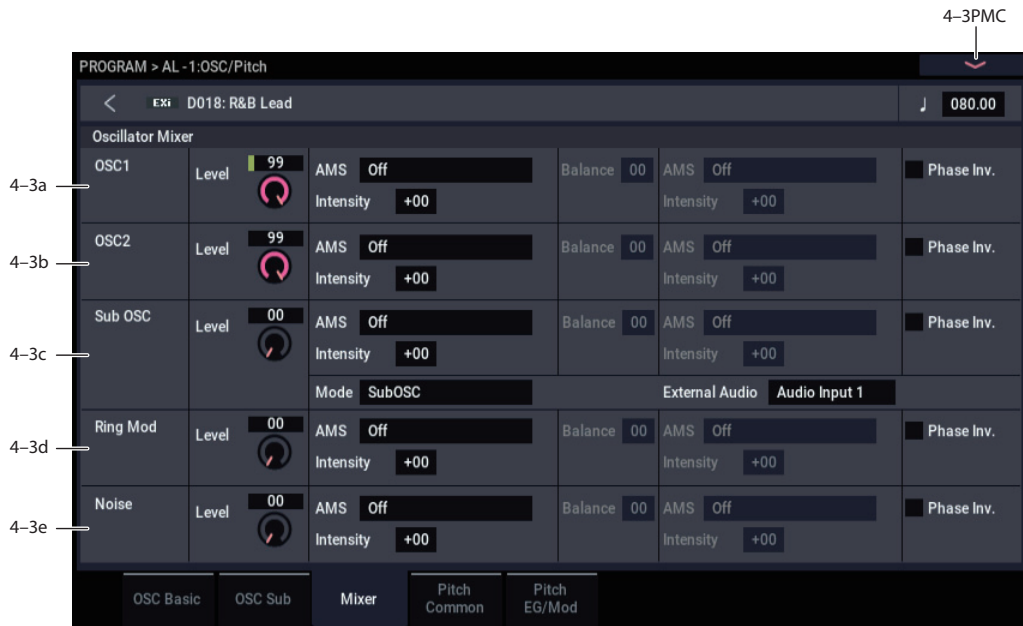 4–3PMC
PROGRAM > AL -1:OSC/Pitch
EXi D018: R&B Lead ♩ 080.00
Oscillator Mixer
4–3a
OSC1 Level 99 AMS Off Balance 00 AMS Off Phase Inv.
Intensity +00 Intensity +00
4–3b
OSC2 Level 99 AMS Off Balance 00 AMS Off Phase Inv.
Intensity +00 Intensity +00
4–3c
Sub OSC Level 00 AMS Off Balance 00 AMS Off Phase Inv.
Intensity +00 Intensity +00
Mode SubOSC External Audio Audio Input 1
4–3d
Ring Mod Level 00 AMS Off Balance 00 AMS Off Phase Inv.
Intensity +00 Intensity +00
4–3e
Noise Level 00 AMS Off Balance 00 AMS Off Phase Inv.
Intensity +00 Intensity +00
OSC Basic OSC Sub Mixer Pitch Common Pitch EG/Mod